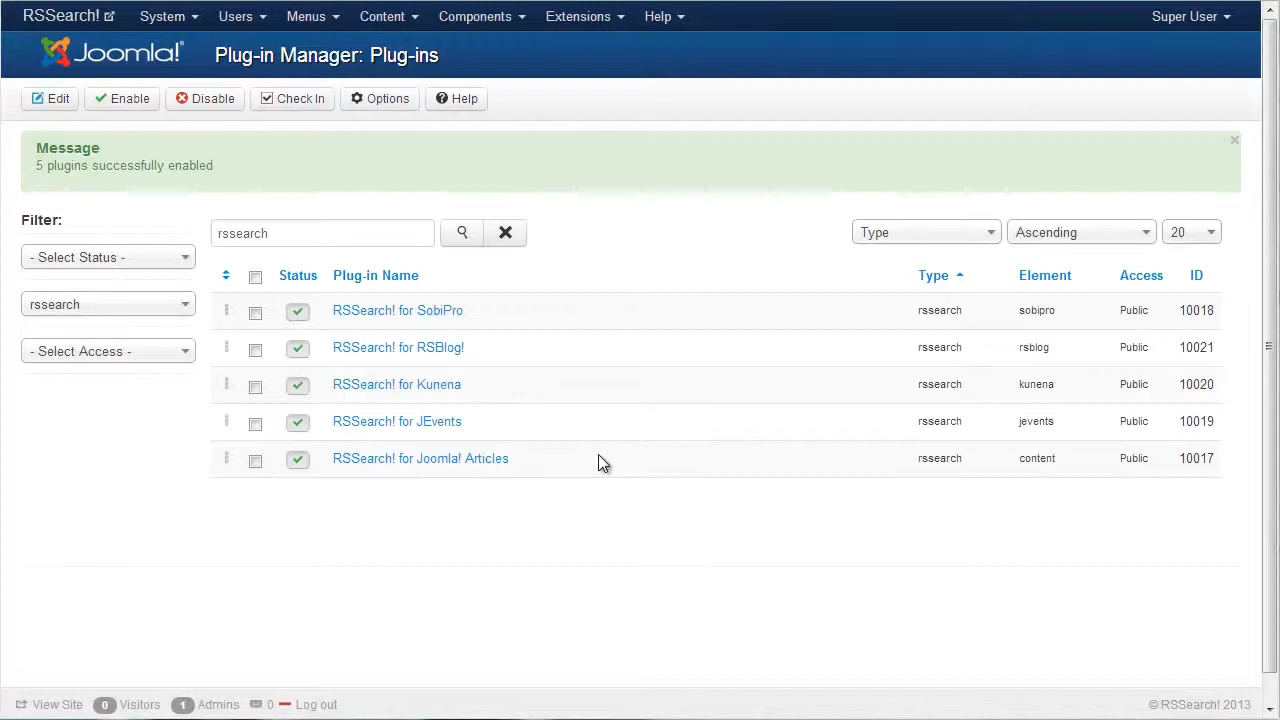 RSSearch! System Users Menus Content Components Extensions Help Super User
Joomla! Plug-in Manager: Plug-ins
Edit Enable Disable Check In Options Help
Message
5 plugins successfully enabled
Filter:
rssearch Type Ascending 20
- Select Status -
rssearch
- Select Access -
Status Plug-in Name Type Element Access ID
RSSearch! for SobiPro rssearch sobipro Public 10018
RSSearch! for RSBlog! rssearch rsblog Public 10021
RSSearch! for Kunena rssearch kunena Public 10020
RSSearch! for JEvents rssearch jevents Public 10019
RSSearch! for Joomla! Articles rssearch content Public 10017
View Site 0 Visitors 1 Admins 0 Log out © RSSearch! 2013